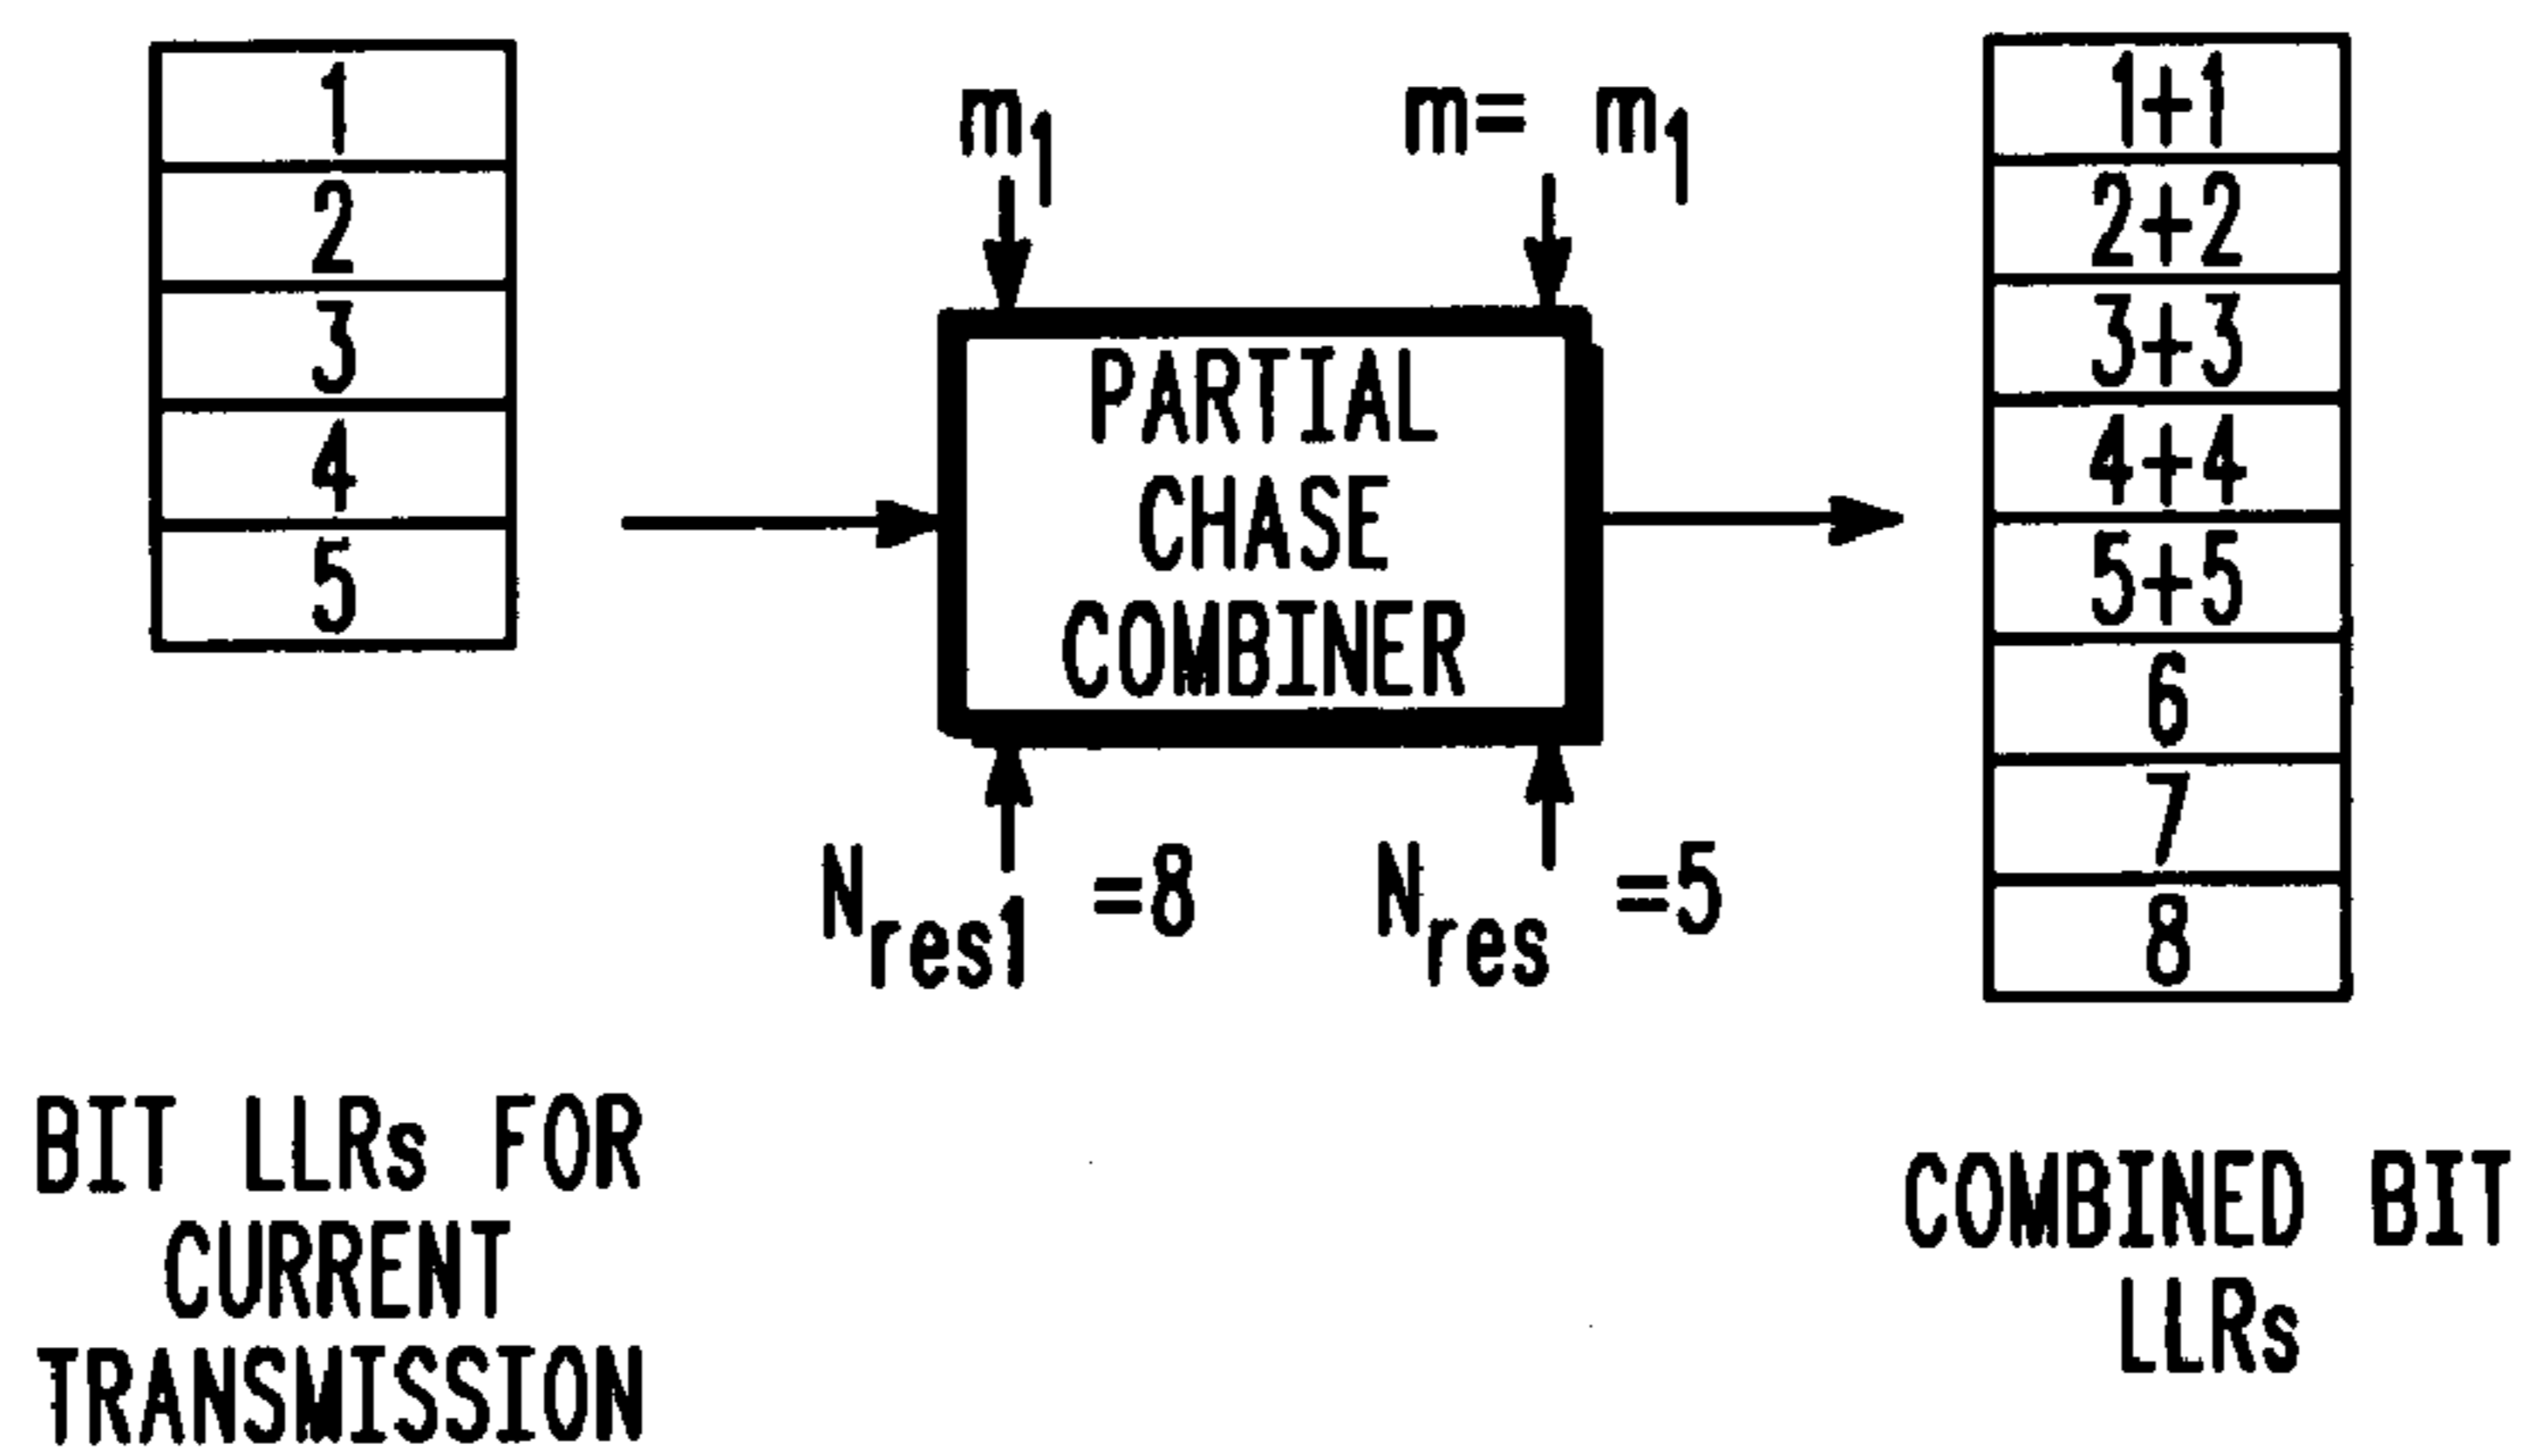 1
2
3
4
5
m1
m= m1
PARTIAL
CHASE
COMBINER
Nres1 =8
Nres =5
1+1
2+2
3+3
4+4
5+5
6
7
8
BIT LLRs FOR
CURRENT
TRANSMISSION
COMBINED BIT
LLRs